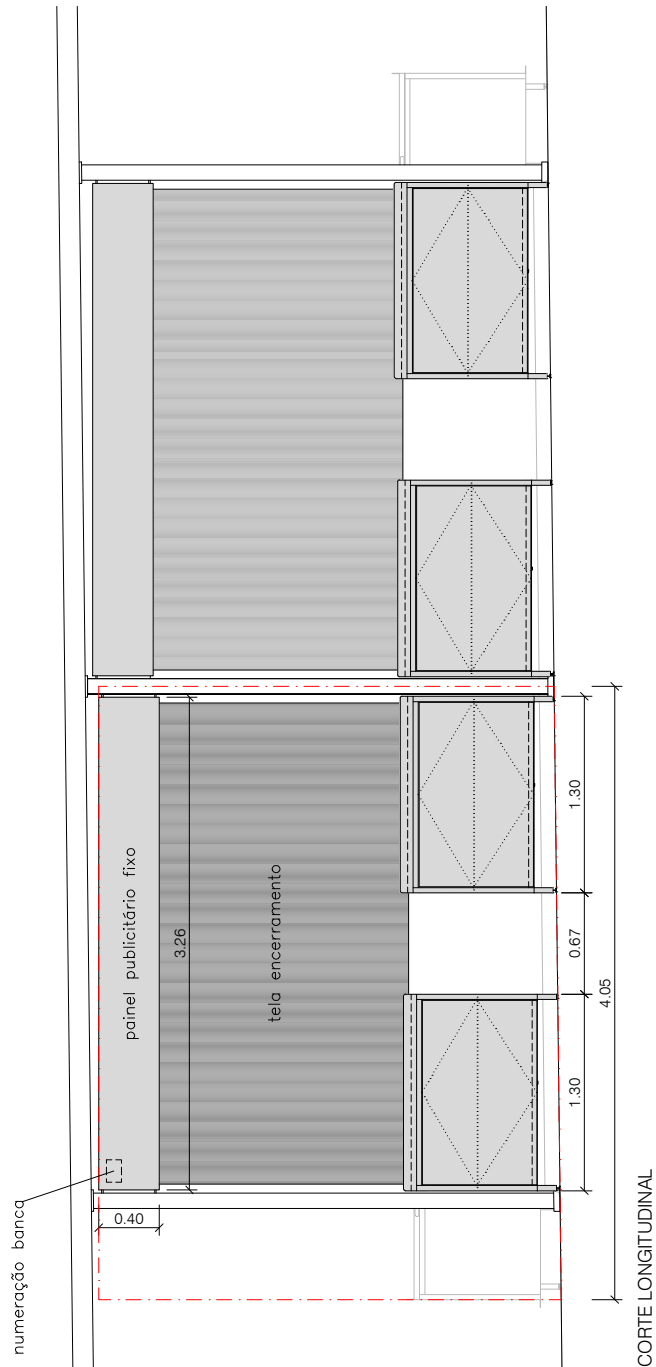 numeração banca
painel publicitário fixo
tela encerramento
3.26
0.40
1.30
0.67
1.30
4.05
CORTE LONGITUDINAL